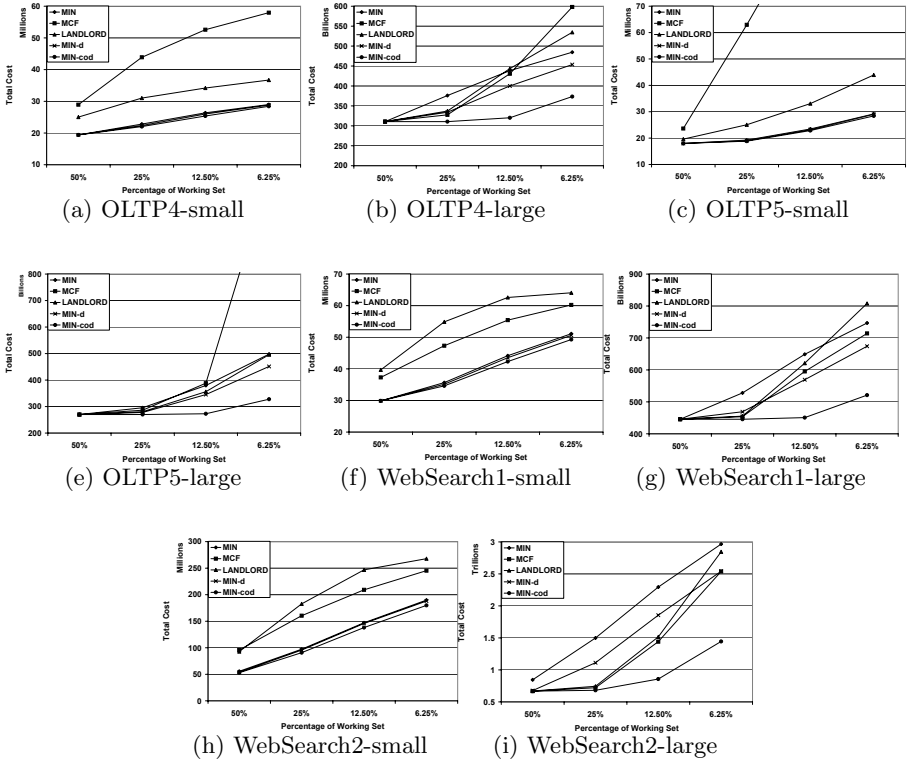 Millions
60
50
40
30
20
10
Total Cost
MIN
MCF
LANDLORD
MIN-d
MIN-cod
50% 25% 12.50% 6.25%
Percentage of Working Set
(a) OLTP4-small
Billions
600
550
500
450
400
350
300
250
200
Total Cost
MIN
MCF
LANDLORD
MIN-d
MIN-cod
50% 25% 12.50% 6.25%
Percentage of Working Set
(b) OLTP4-large
Millions
70
60
50
40
30
20
10
Total Cost
MIN
MCF
LANDLORD
MIN-d
MIN-cod
50% 25% 12.50% 6.25%
Percentage of Working Set
(c) OLTP5-small
Billions
800
700
600
500
400
300
200
Total Cost
MIN
MCF
LANDLORD
MIN-d
MIN-cod
50% 25% 12.50% 6.25%
Percentage of Working Set
(e) OLTP5-large
Millions
70
60
50
40
30
20
Total Cost
MIN
MCF
LANDLORD
MIN-d
MIN-cod
50% 25% 12.50% 6.25%
Percentage of Working Set
(f) WebSearch1-small
Billions
900
800
700
600
500
400
Total Cost
MIN
MCF
LANDLORD
MIN-d
MIN-cod
50% 25% 12.50% 6.25%
Percentage of Working Set
(g) WebSearch1-large
Millions
300
250
200
150
100
50
0
Total Cost
MIN
MCF
LANDLORD
MIN-d
MIN-cod
50% 25% 12.50% 6.25%
Percentage of Working Set
(h) WebSearch2-small
Trillions
3
2.5
2
1.5
1
0.5
Total Cost
MIN
MCF
LANDLORD
MIN-d
MIN-cod
50% 25% 12.50% 6.25%
Percentage of Working Set
(i) WebSearch2-large